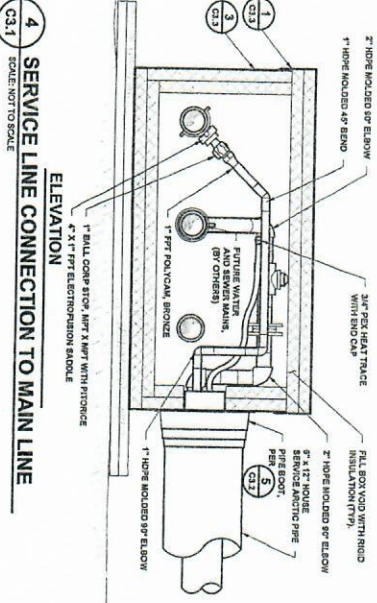 2" HDPE MOLDED 90° ELBOW
1" HDPE MOLDED 45° BEND
3/4" PEX HEAT TRACE
WITH END CAP
FILL BOX VOID WITH RIGID
INSULATION (TYP).
2" HDPE MOLDED 90° ELBOW
HOUSE
SERVICE ARCTIC PIPE
PIPE BOOT,
PER
5
C3.2
1
C3.3
3
C3.3
FUTURE WATER
AND SEWER MAINS,
(BY OTHERS)
1" FPT POLYCAM, BRONZE
1" BALL CORP STOP, MPT X MPT WITH PITORICE
4" X 1" FPT ELECTROFUSION SADDLE
1" HDPE MOLDED 90° ELBOW
ELEVATION
4
C3.1
SERVICE LINE CONNECTION TO MAIN LINE
SCALE: NOT TO SCALE